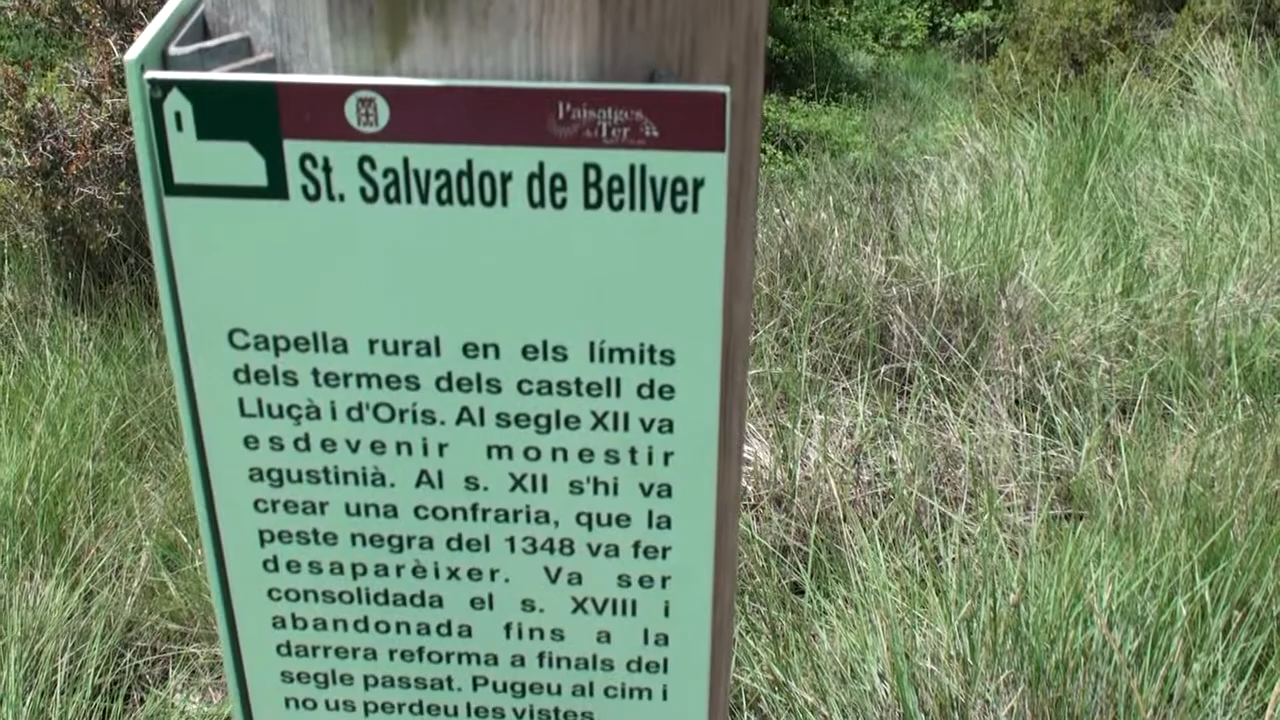 Paisatges
del Ter
St. Salvador de Bellver
Capella rural en els límits
dels termes dels castell de
Lluçà i d'Orís. Al segle XII va
esdevenir monestir
agustinià. Al s. XII s'hi va
crear una confraria, que la
peste negra del 1348 va fer
desaparèixer. Va ser
consolidada el s. XVIII i
abandonada fins a la
darrera reforma a finals del
segle passat. Pugeu al cim i
no us perdeu les vistes